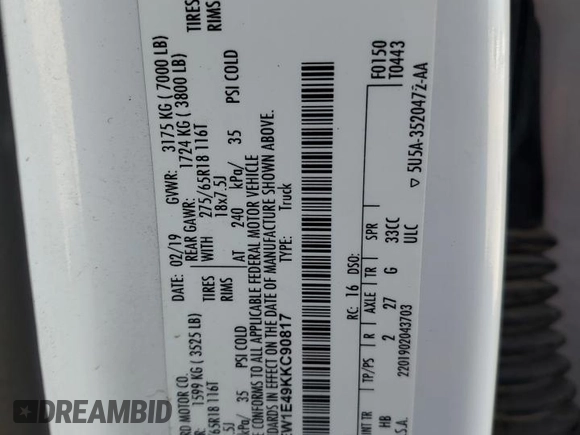 RD MOTOR CO.
DATE: 02/19 GVWR: 3175 KG ( 7000 LB)
1599 KG ( 3525 LB) REAR GAWR: 1724 KG ( 3800 LB)
65R18 116T TIRES WITH 275/65R18 116T TIRES
7.5J RIMS 18x7.5J RIMS
kPa/ 35 PSI COLD AT 240 kPa/ 35 PSI COLD
CONFORMS TO ALL APPLICABLE FEDERAL MOTOR VEHICLE
IN EFFECT ON THE DATE OF MANUFACTURE SHOWN ABOVE.
EW1E49KKC90817 TYPE: Truck
F0150
T0443
RC: 16 DSO:
INT TR TP/PS R AXLE TR SPR
HB 2 27 G 33CC
ULC
S.A. 2201902043703 ▽ 5U5A-3520472-AA
DREAMBID